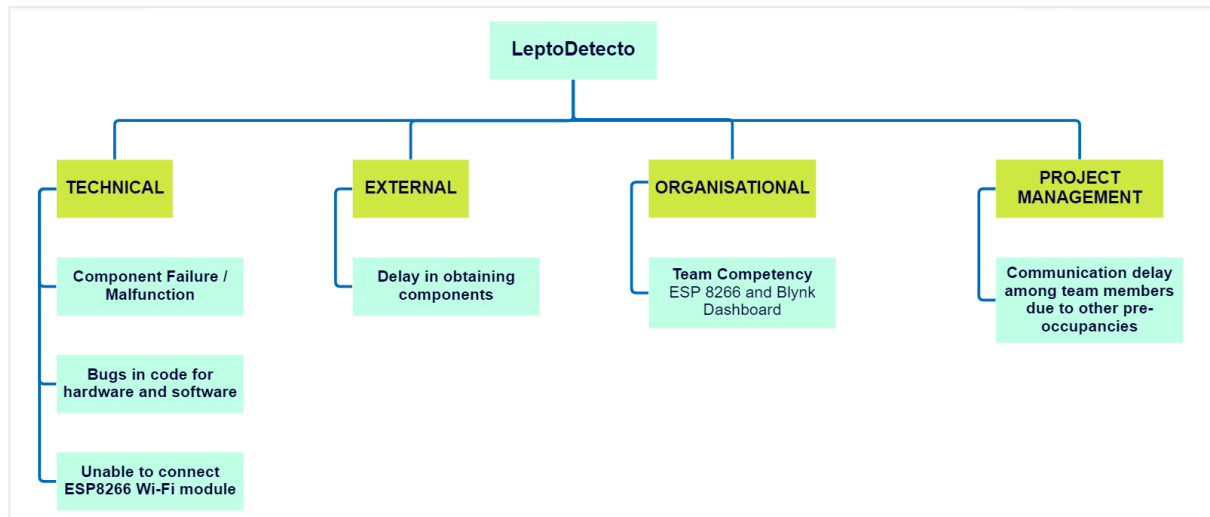 LeptoDetecto
TECHNICAL
EXTERNAL
ORGANISATIONAL
PROJECT
MANAGEMENT
Component Failure /
Malfunction
Delay in obtaining
components
Team Competency
ESP 8266 and Blynk
Dashboard
Communication delay
among team members
due to other pre-
occupancies
Bugs in code for
hardware and software
Unable to connect
ESP8266 Wi-Fi module